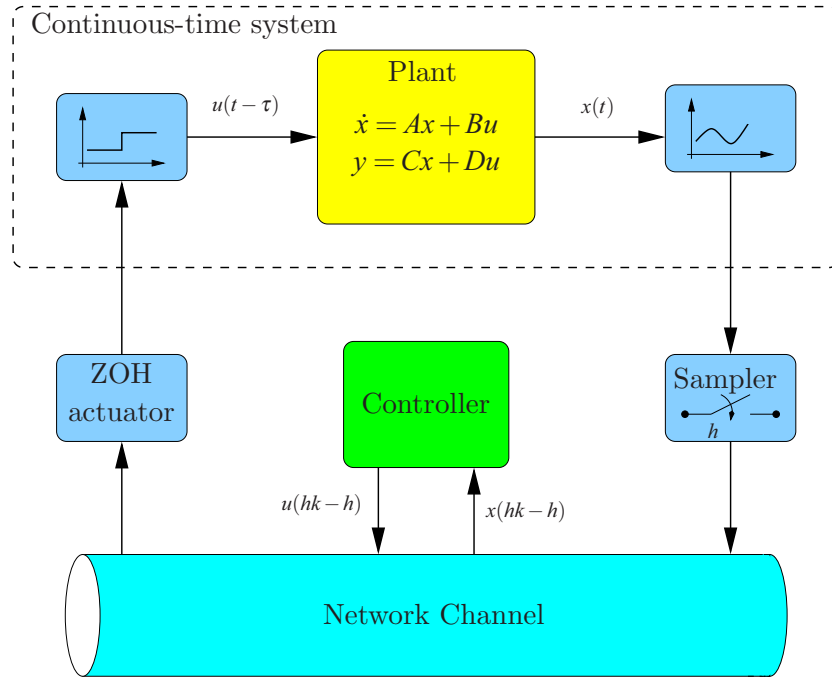 Continuous-time system
Plant
u(t − τ)
ẋ = Ax + Bu
y = Cx + Du
x(t)
ZOH
actuator
Controller
Sampler
h
u(hk − h)
x(hk − h)
Network Channel